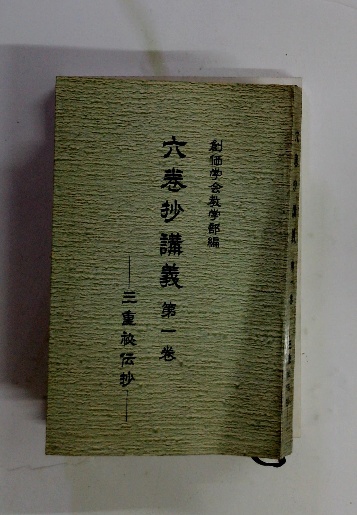 創価学会教学部編
六巻抄講義 第一巻
――三重秘伝抄――